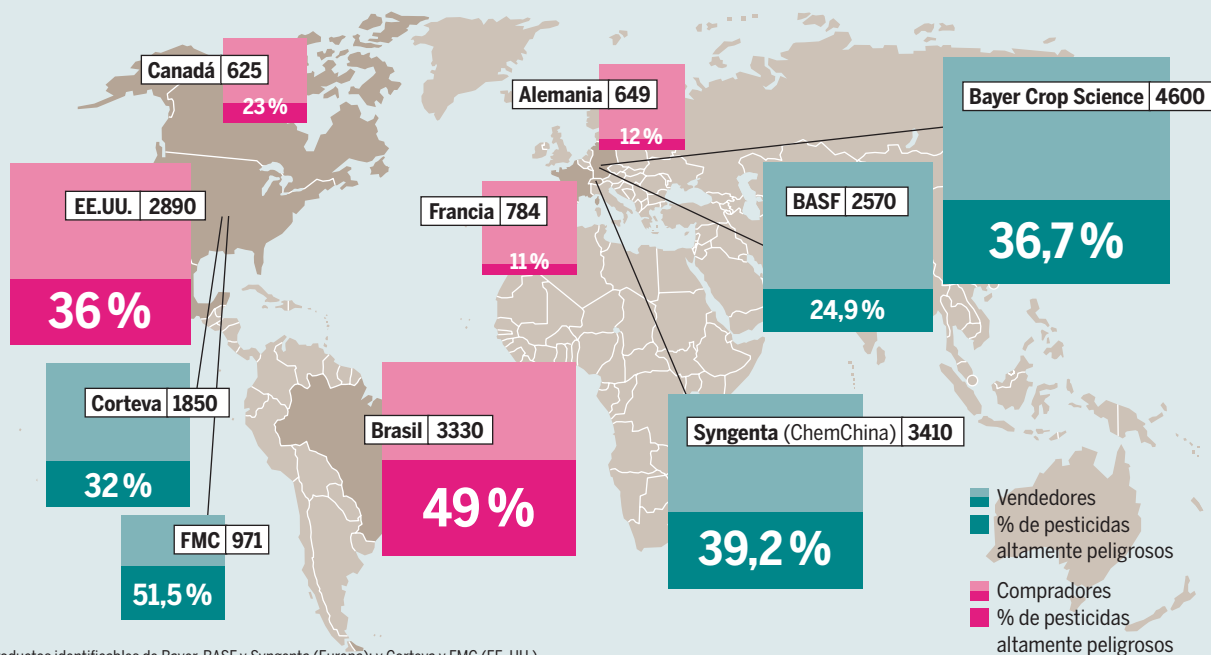 Canadá 625
23 %
Alemania 649
12 %
Bayer Crop Science 4600
36,7 %
EE.UU. 2890
36 %
Francia 784
11 %
BASF 2570
24,9 %
Corteva 1850
32 %
Brasil 3330
49 %
Syngenta (ChemChina) 3410
39,2 %
FMC 971
51,5 %
Vendedores
% de pesticidas
altamente peligrosos
Compradores
% de pesticidas
altamente peligrosos